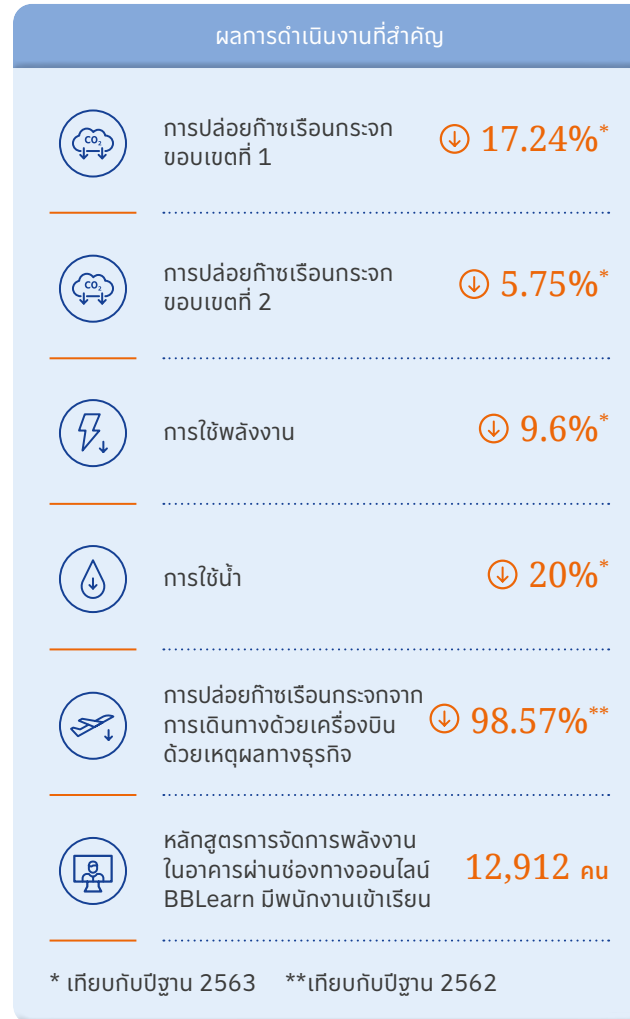 ผลการดำเนินงานที่สำคัญ
CO₂
การปล่อยก๊าซเรือนกระจก
ขอบเขตที่ 1
17.24%*
CO₂
การปล่อยก๊าซเรือนกระจก
ขอบเขตที่ 2
5.75%*
การใช้พลังงาน
9.6%*
การใช้น้ำ
20%*
การปล่อยก๊าซเรือนกระจกจาก
การเดินทางด้วยเครื่องบิน
ด้วยเหตุผลทางธุรกิจ
98.57%**
หลักสูตรการจัดการพลังงาน
ในอาคารผ่านช่องทางออนไลน์
BBLearn มีพนักงานเข้าเรียน
12,912 คน
* เทียบกับปีฐาน 2563 **เทียบกับปีฐาน 2562